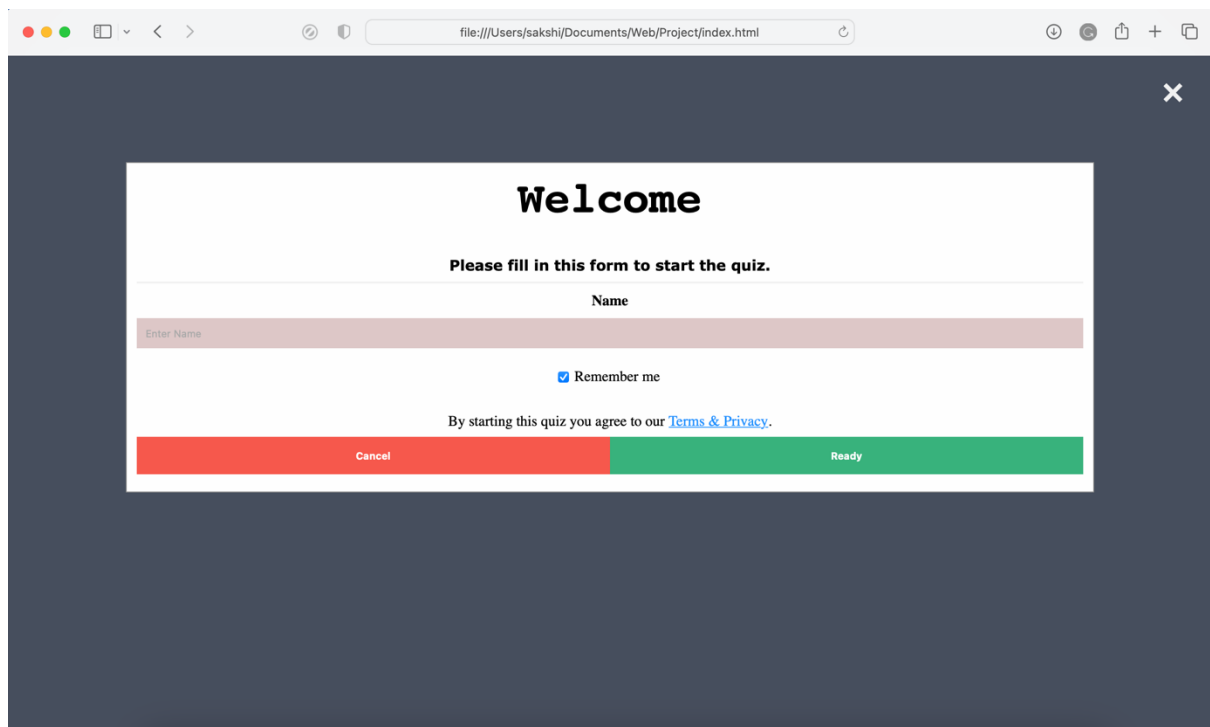 file:///Users/sakshi/Documents/Web/Project/index.html
Welcome
Please fill in this form to start the quiz.
Name
Enter Name
Remember me
By starting this quiz you agree to our Terms & Privacy.
Cancel Ready